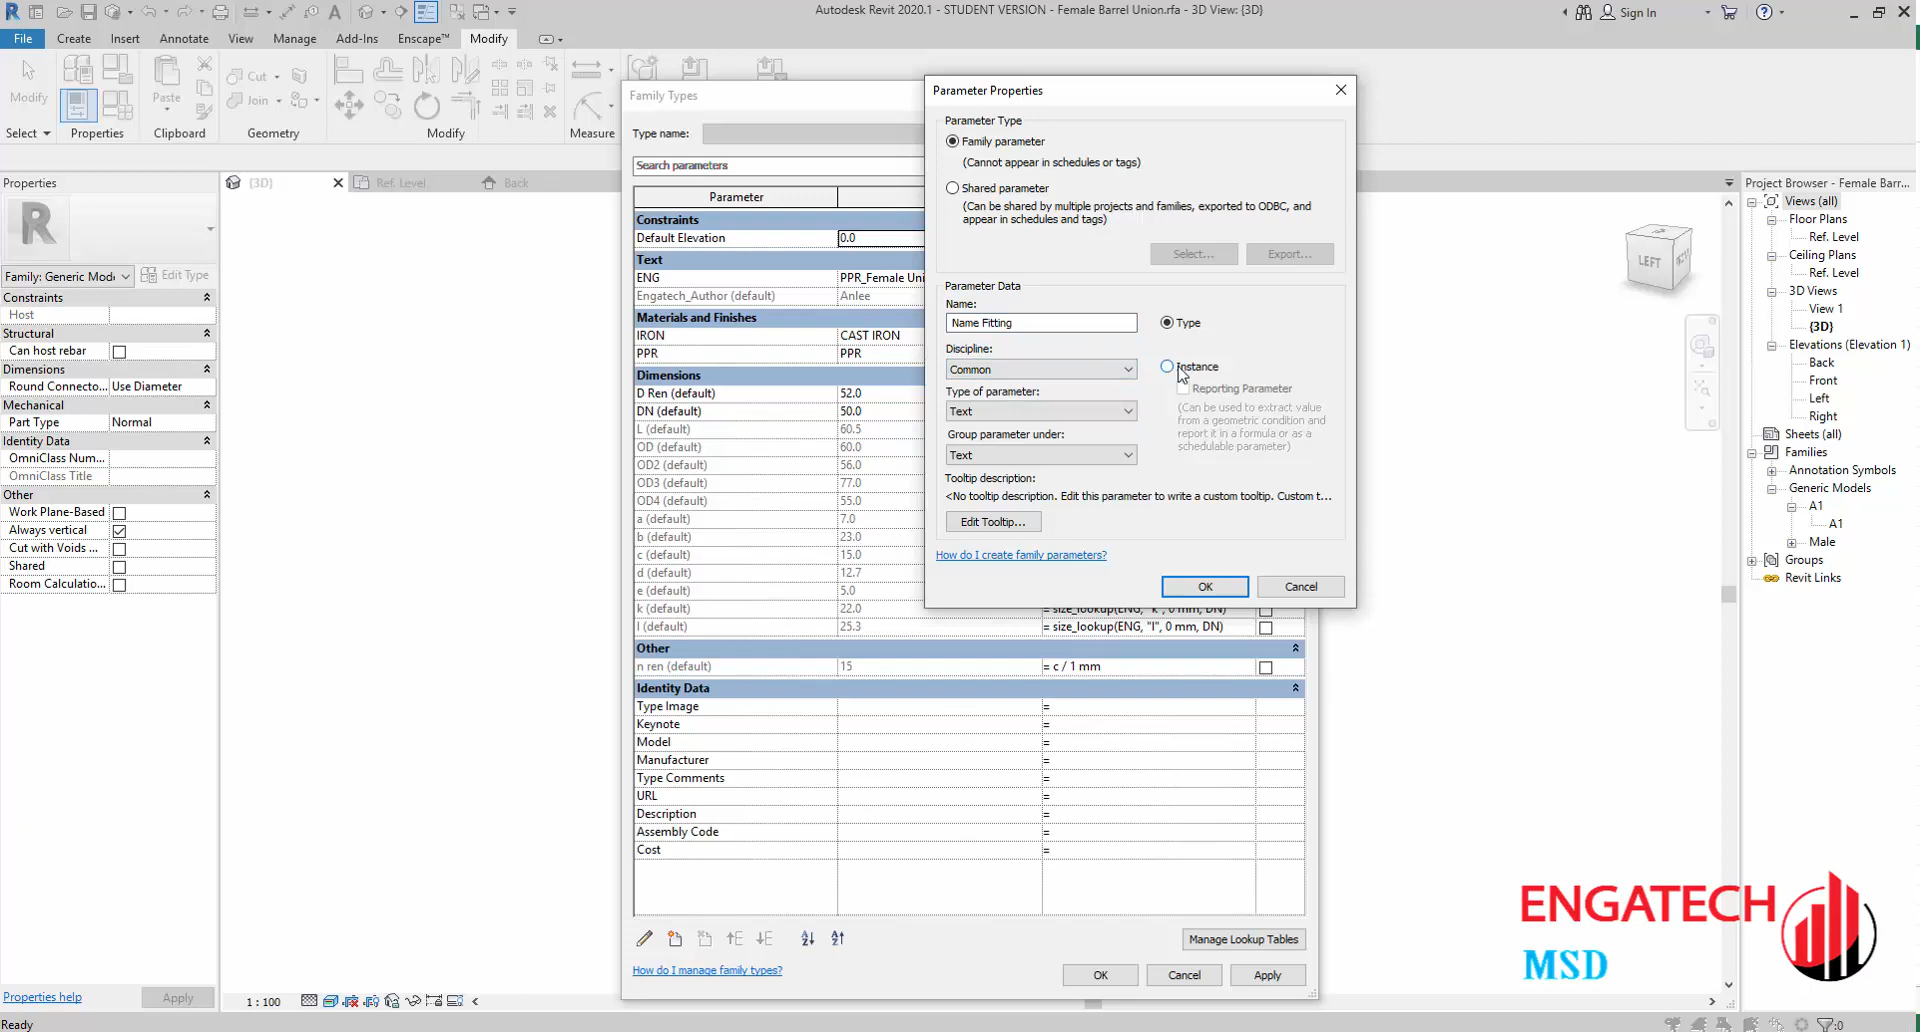 Autodesk Revit 2020.1 - STUDENT VERSION - Female Barrel Union.rfa - 3D View: {3D}
Sign In
File Create Insert Annotate View Manage Add-Ins Enscape™ Modify
Modify Paste Cut Join
Select Properties Clipboard Geometry Modify Measure
Properties
{3D} Ref. Level Back
Family: Generic Mode Edit Type
Constraints
Host
Structural
Can host rebar
Dimensions
Round Connecto... Use Diameter
Mechanical
Part Type Normal
Identity Data
OmniClass Num...
OmniClass Title
Other
Work Plane-Based
Always vertical
Cut with Voids ...
Shared
Room Calculatio...
Properties help Apply
Ready
1 : 100
Family Types
Type name:
Search parameters
Parameter
Constraints
Default Elevation 0.0
Text
ENG PPR_Female Uni
Engatech_Author (default) Anlee
Materials and Finishes
IRON CAST IRON
PPR PPR
Dimensions
D Ren (default) 52.0
DN (default) 50.0
L (default) 60.5
OD (default) 60.0
OD2 (default) 56.0
OD3 (default) 77.0
OD4 (default) 55.0
a (default) 7.0
b (default) 23.0
c (default) 15.0
d (default) 12.7
e (default) 5.0
k (default) 22.0 = size_lookup(ENG, "k", 0 mm, DN)
l (default) 25.3 = size_lookup(ENG, "l", 0 mm, DN)
Other
n ren (default) 15 = c / 1 mm
Identity Data
Type Image =
Keynote =
Model =
Manufacturer =
Type Comments =
URL =
Description =
Assembly Code =
Cost =
Manage Lookup Tables
How do I manage family types?
OK Cancel Apply
Parameter Properties
Parameter Type
Family parameter
(Cannot appear in schedules or tags)
Shared parameter
(Can be shared by multiple projects and families, exported to ODBC, and
appear in schedules and tags)
Select... Export...
Parameter Data
Name:
Name Fitting Type
Discipline:
Common Instance
Type of parameter: Reporting Parameter
Text
(Can be used to extract value
from a geometric condition and
report it in a formula or as a
schedulable parameter)
Group parameter under:
Text
Tooltip description:
<No tooltip description. Edit this parameter to write a custom tooltip. Custom t...
Edit Tooltip...
How do I create family parameters?
OK Cancel
LEFT
Project Browser - Female Barr...
Views (all)
Floor Plans
Ref. Level
Ceiling Plans
Ref. Level
3D Views
View 1
{3D}
Elevations (Elevation 1)
Back
Front
Left
Right
Sheets (all)
Families
Annotation Symbols
Generic Models
A1
A1
Male
Groups
Revit Links
ENGATECH
MSD
:0